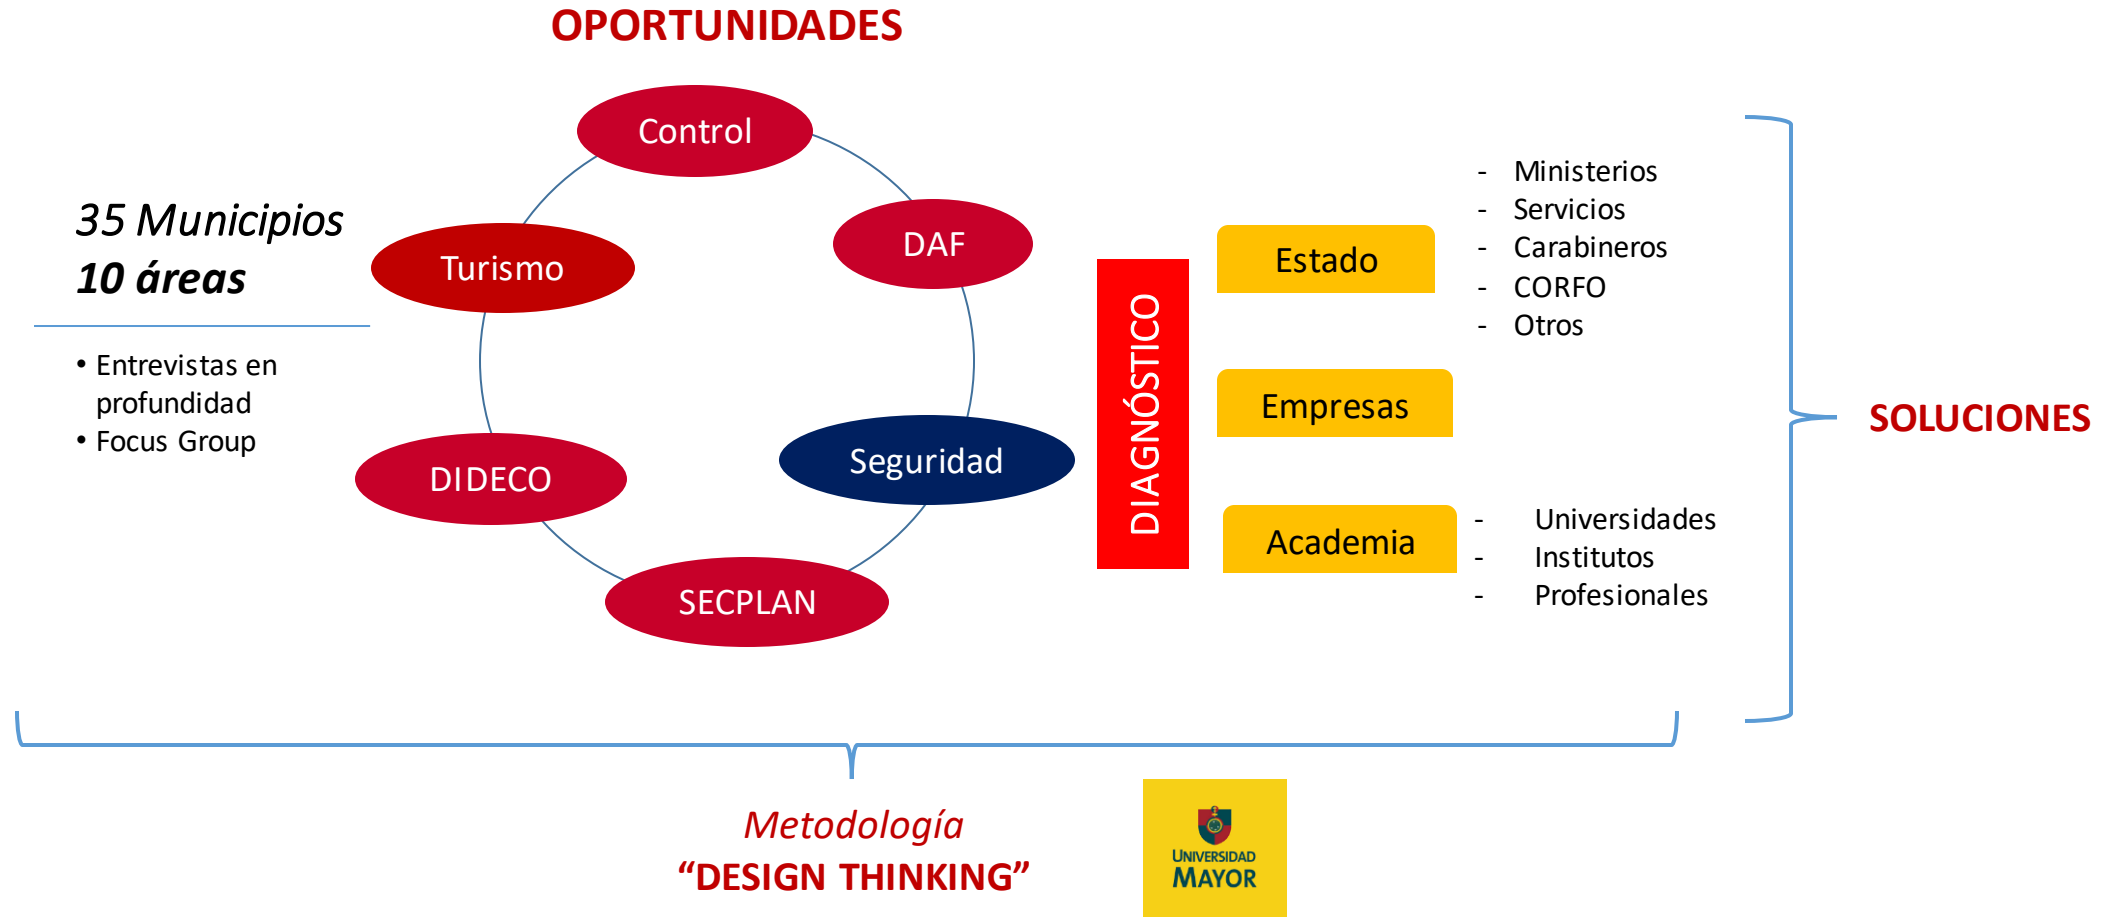 OPORTUNIDADES
35 Municipios
10 áreas
• Entrevistas en
profundidad
• Focus Group
Control
DAF
Seguridad
SECPLAN
DIDECO
Turismo
DIAGNÓSTICO
Estado
- Ministerios
- Servicios
- Carabineros
- CORFO
- Otros
Empresas
Academia
- Universidades
- Institutos
- Profesionales
SOLUCIONES
Metodología
“DESIGN THINKING”
UNIVERSIDAD
MAYOR